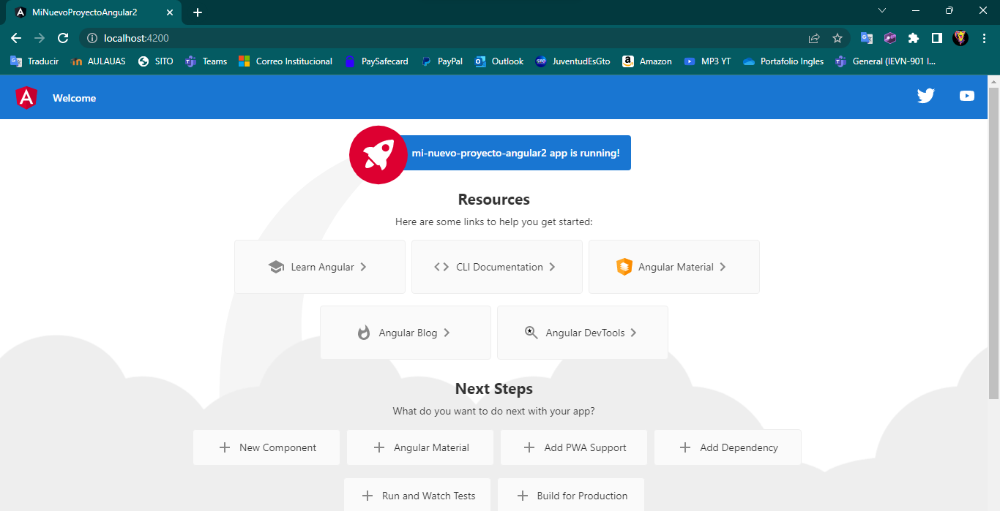 MiNuevoProyectoAngular2
localhost:4200
Traducir AULAUAS SITO Teams Correo Institucional PaySafecard PayPal Outlook JuventudEsGto Amazon MP3 YT Portafolio Ingles General (IEVN-901 I...
Welcome
mi-nuevo-proyecto-angular2 app is running!
Resources
Here are some links to help you get started:
Learn Angular CLI Documentation Angular Material
Angular Blog Angular DevTools
Next Steps
What do you want to do next with your app?
New Component Angular Material Add PWA Support Add Dependency
Run and Watch Tests Build for Production